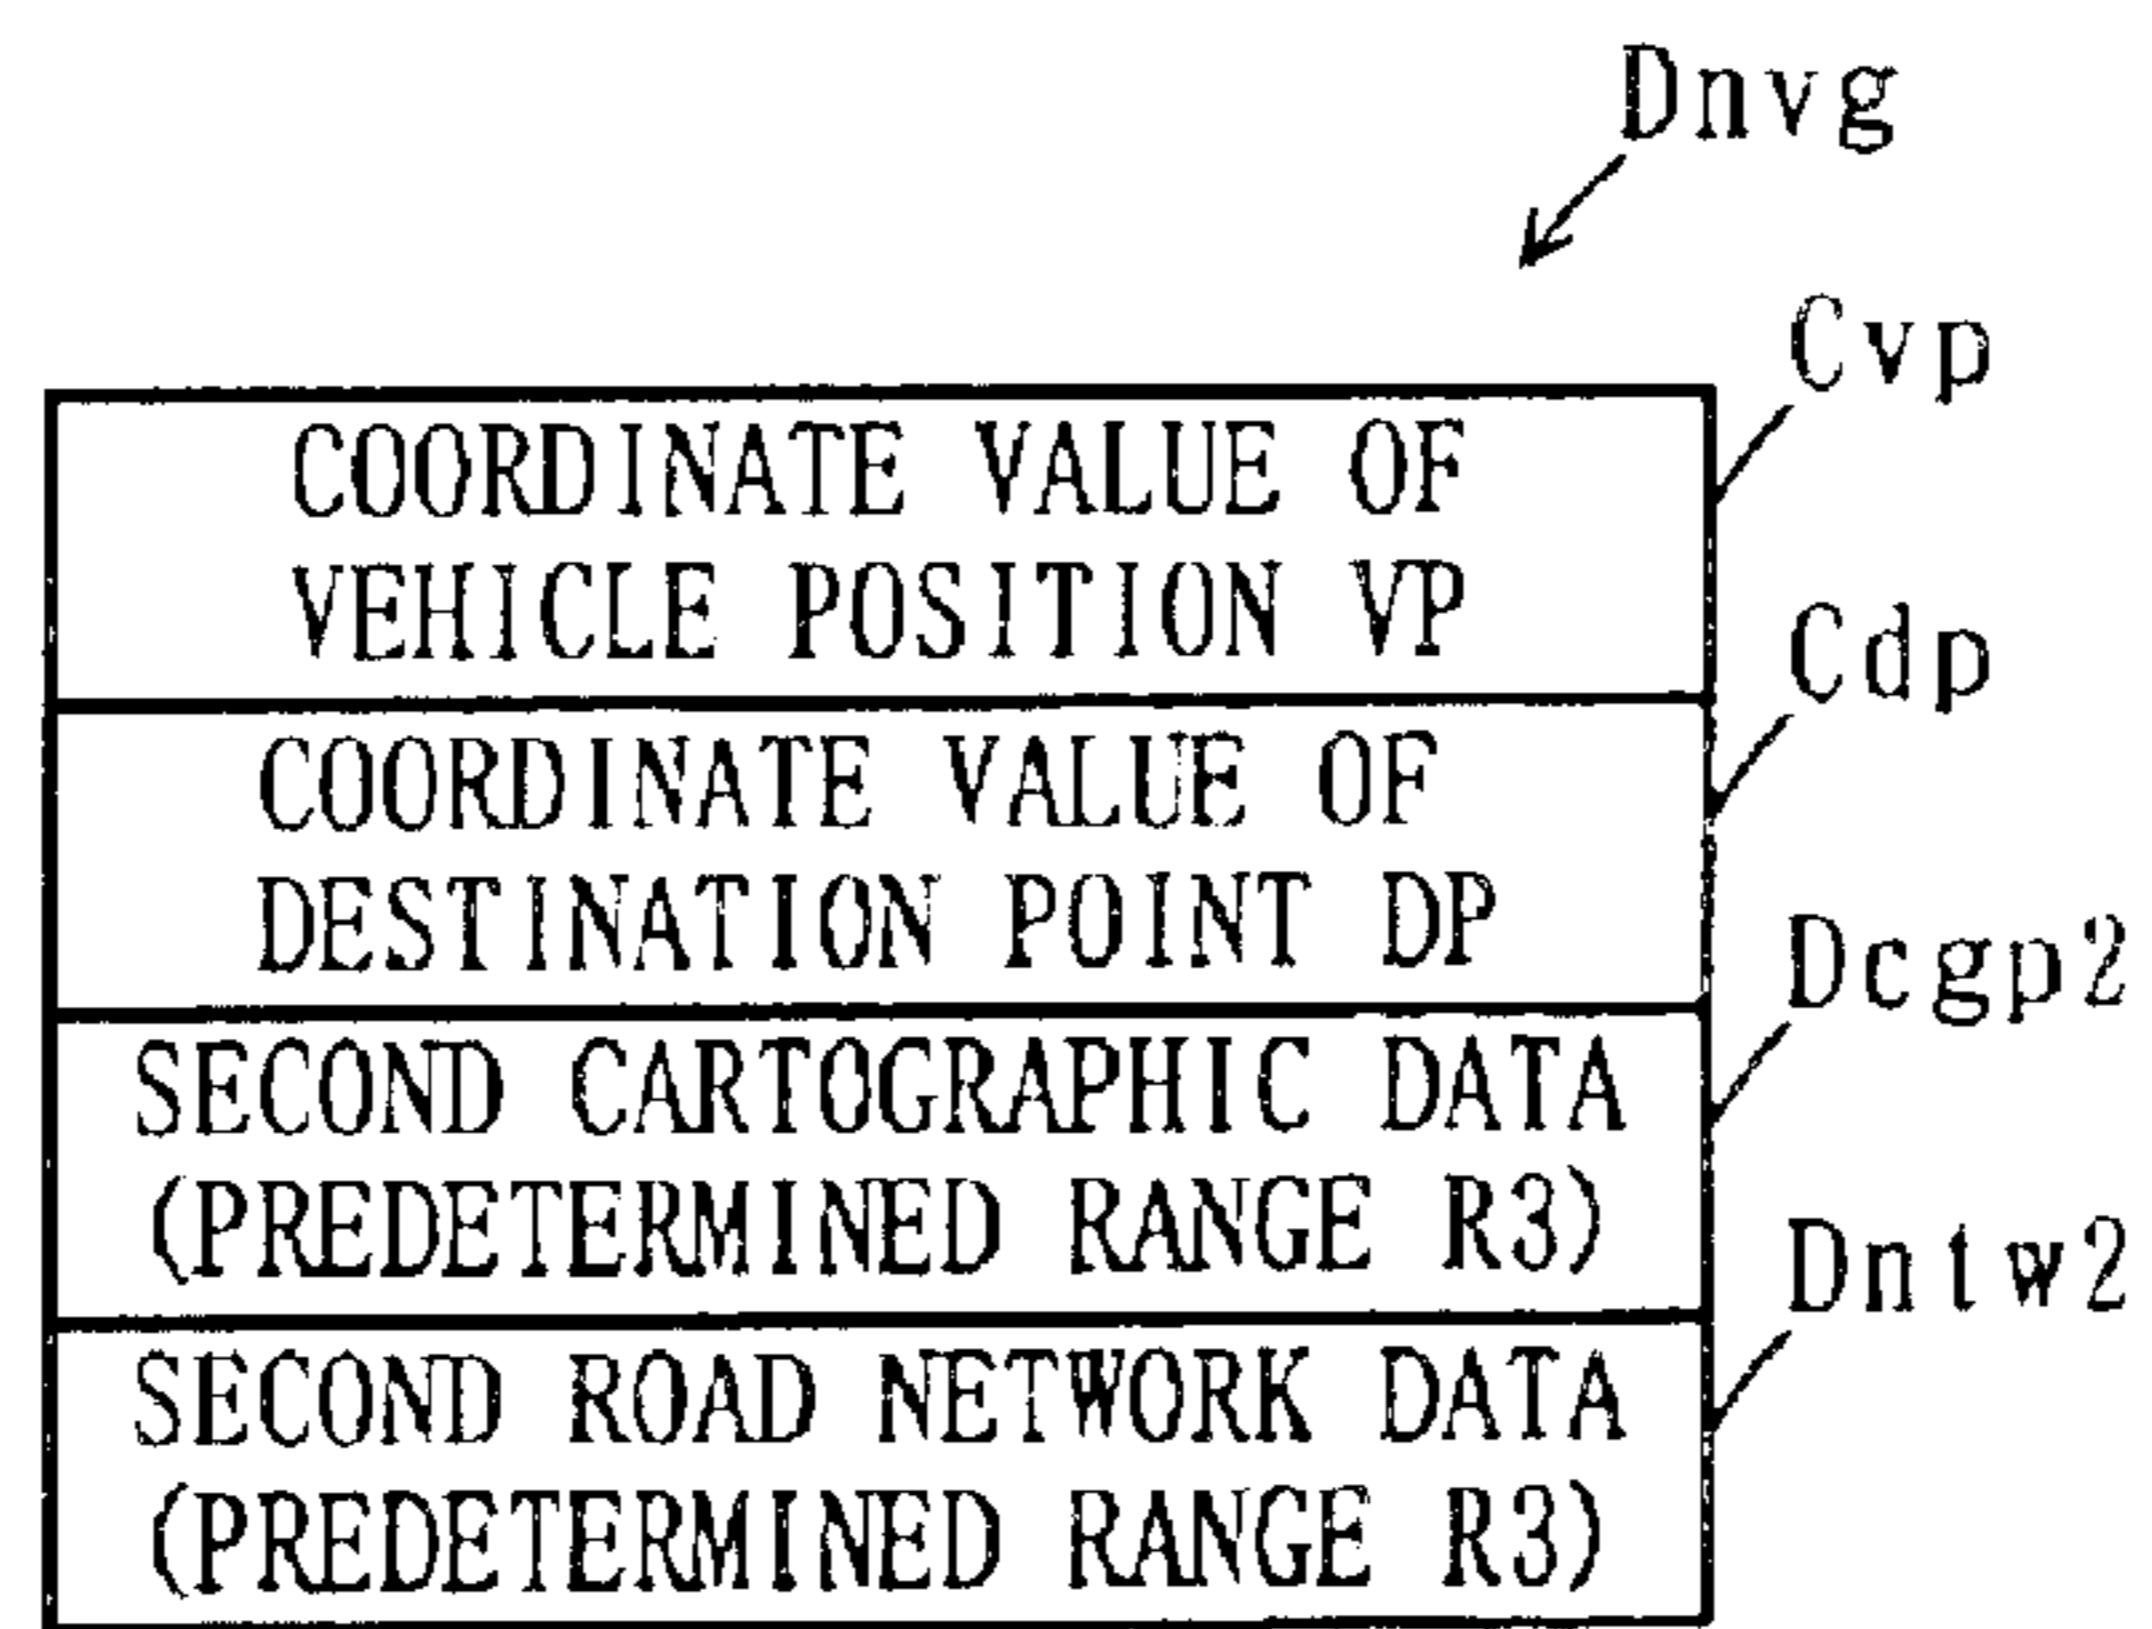 Dnvg
Cvp
COORDINATE VALUE OF
VEHICLE POSITION VP
Cdp
COORDINATE VALUE OF
DESTINATION POINT DP
Dcgp2
SECOND CARTOGRAPHIC DATA
(PREDETERMINED RANGE R3)
Dntw2
SECOND ROAD NETWORK DATA
(PREDETERMINED RANGE R3)